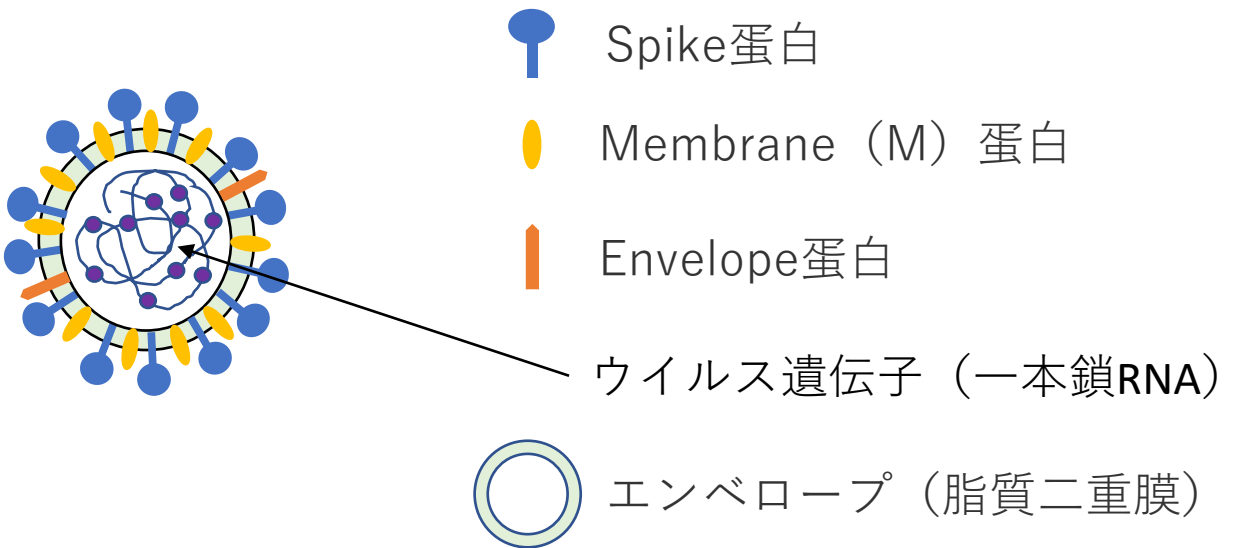 Spike蛋白
Membrane（M）蛋白
Envelope蛋白
ウイルス遺伝子（一本鎖RNA）
エンベロープ（脂質二重膜）